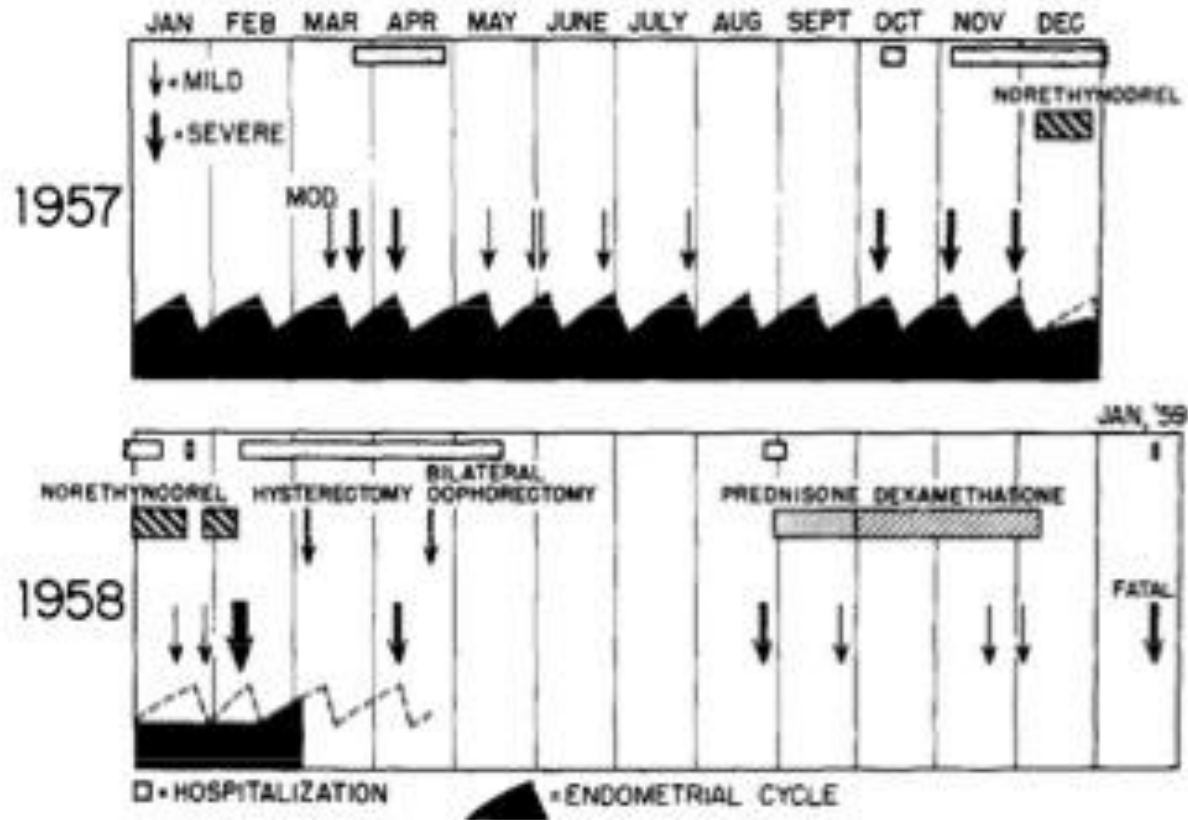 JAN FEB MAR APR MAY JUNE JULY AUG SEPT OCT NOV DEC
= MILD
= SEVERE
NORETHYNODREL
1957
MOD
JAN, '59
NORETHYNODREL HYSTERECTOMY BILATERAL OOPHORECTOMY PREDNISONE DEXAMETHASONE
1958
FATAL
= HOSPITALIZATION = ENDOMETRIAL CYCLE